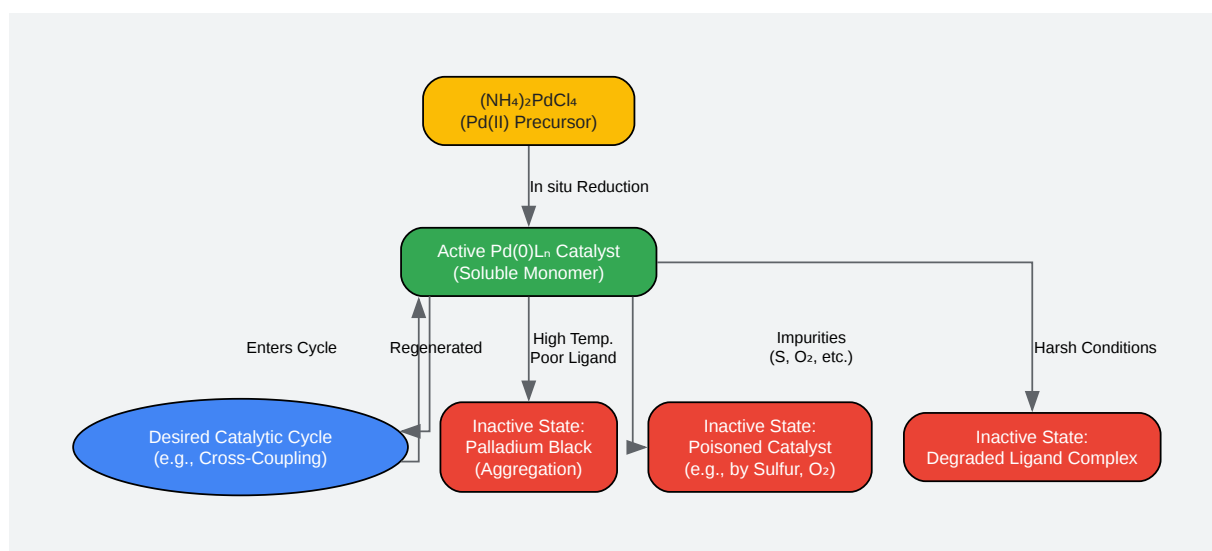 (NH₄)₂PdCl₄
(Pd(II) Precursor)
In situ Reduction
Active Pd(0)Lₙ Catalyst
(Soluble Monomer)
Enters Cycle
Regenerated
High Temp.
Poor Ligand
Impurities
(S, O₂, etc.)
Harsh Conditions
Desired Catalytic Cycle
(e.g., Cross-Coupling)
Inactive State:
Palladium Black
(Aggregation)
Inactive State:
Poisoned Catalyst
(e.g., by Sulfur, O₂)
Inactive State:
Degraded Ligand Complex